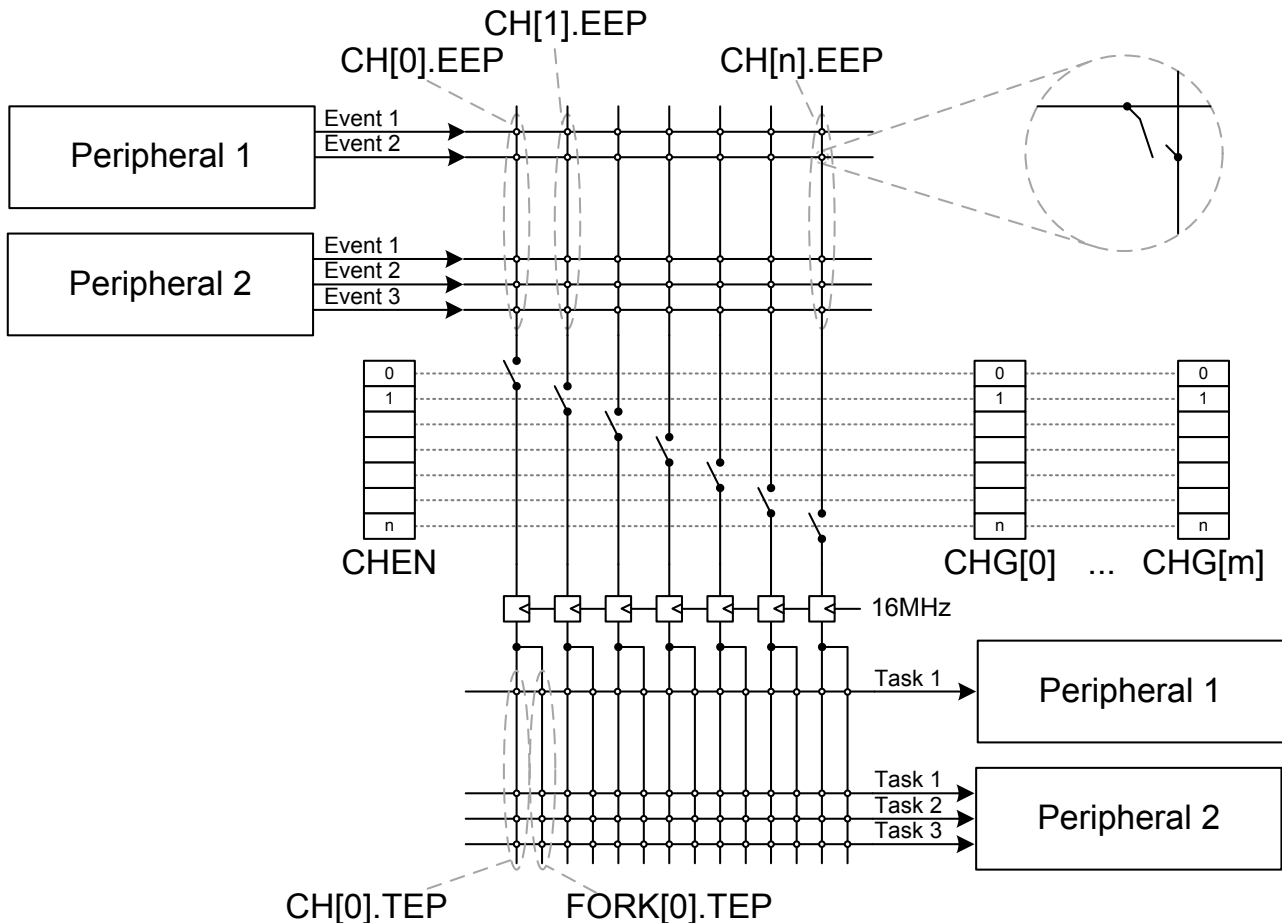 CH[1].EEP
CH[0].EEP
CH[n].EEP
Peripheral 1
Event 1
Event 2
Peripheral 2
Event 1
Event 2
Event 3
0
1
n
CHEN
0
1
n
CHG[0]
...
0
1
n
CHG[m]
16MHz
Task 1
Peripheral 1
Task 1
Task 2
Task 3
Peripheral 2
CH[0].TEP
FORK[0].TEP